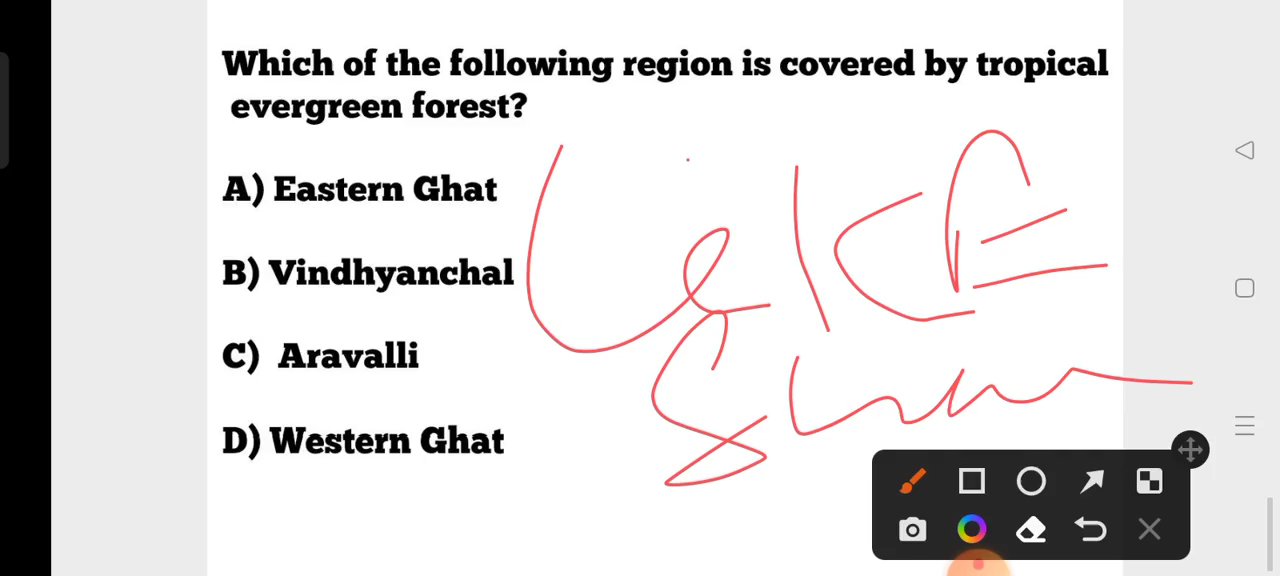 Which of the following region is covered by tropical
evergreen forest?
A) Eastern Ghat
B) Vindhyanchal
C) Aravalli
D) Western Ghat